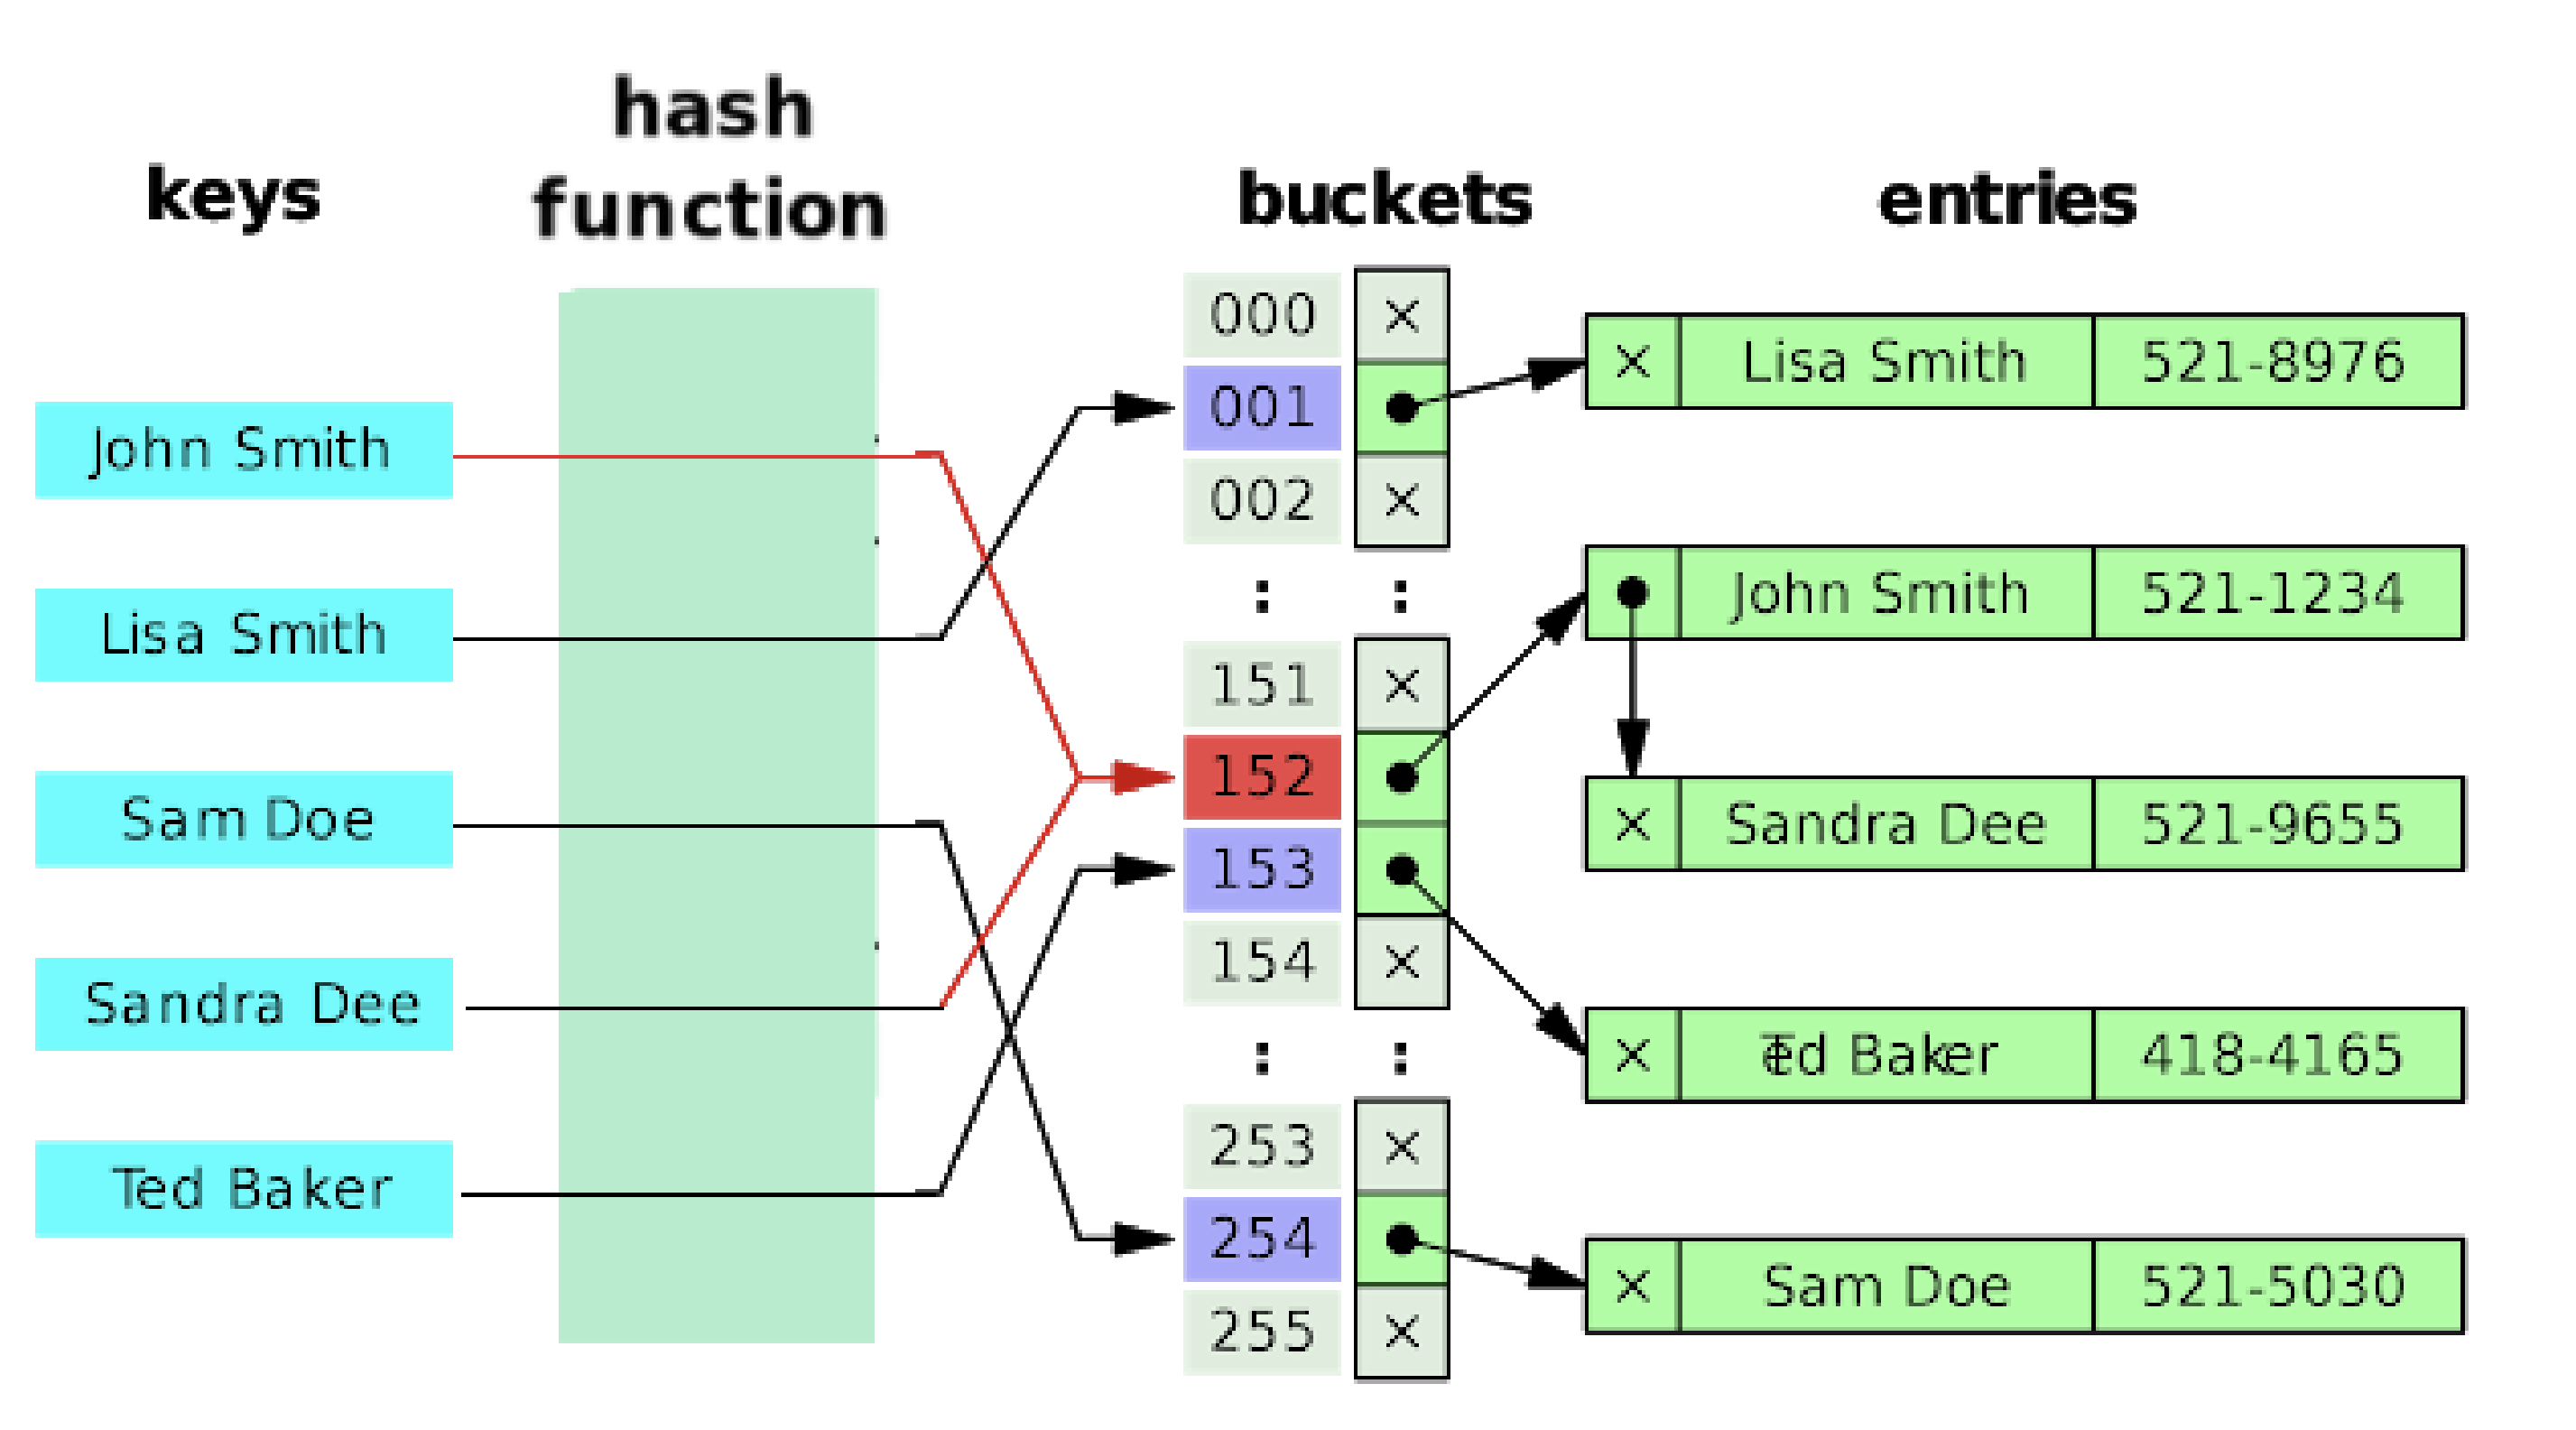 hash
function
keys
buckets
entries
John Smith
Lisa Smith
Sam Doe
Sandra Dee
Ted Baker
000 ×
001
002 ×
: :
151 ×
152
153
154 ×
: :
253 ×
254
255 ×
× Lisa Smith 521-8976
John Smith 521-1234
× Sandra Dee 521-9655
× Ted Baker 418-4165
× Sam Doe 521-5030